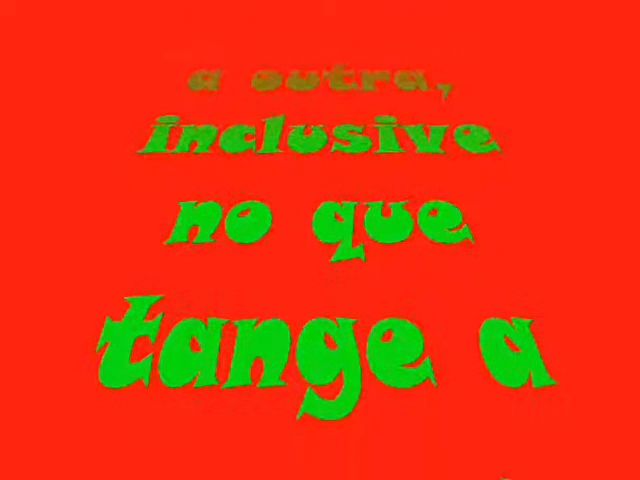 a outra,
inclusive
no que
tange a